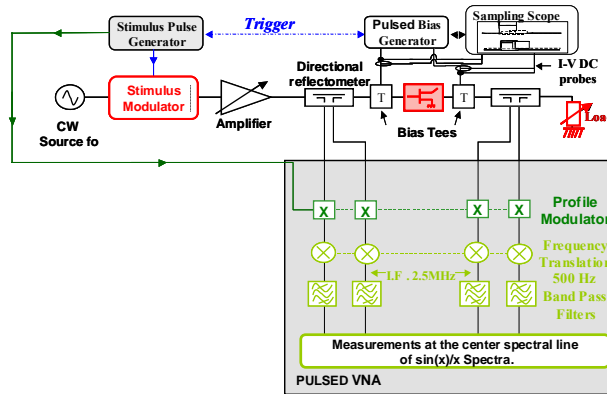 Stimulus Pulse
Generator
Trigger
Pulsed Bias
Generator
Sampling Scope
I-V DC
probes
Directional
reflectometer
Stimulus
Modulator
T
T
CW
Source fo
Amplifier
Bias Tees
Load
X
X
X
X
Profile
Modulator
Frequency
Translation
500 Hz
Band Pass
Filters
I.F . 2.5MHz
Measurements at the center spectral line
of sin(x)/x Spectra.
PULSED VNA